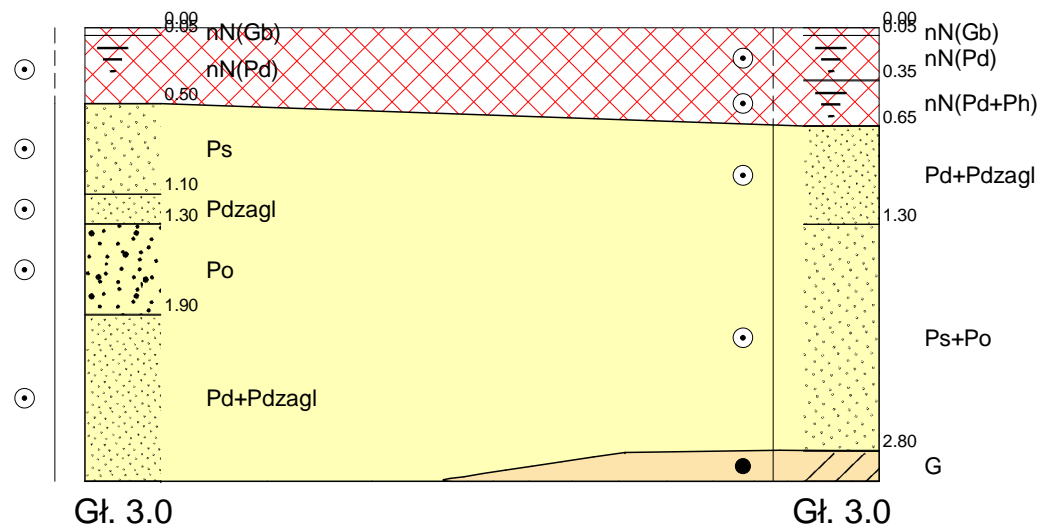 0.00
0.05
nN(Gb)
nN(Pd)
0.50
Ps
1.10
Pdzagl
1.30
Po
1.90
Pd+Pdzagl
Gł. 3.0
0.00
0.05
nN(Gb)
nN(Pd)
0.35
nN(Pd+Ph)
0.65
Pd+Pdzagl
1.30
Ps+Po
2.80
G
Gł. 3.0